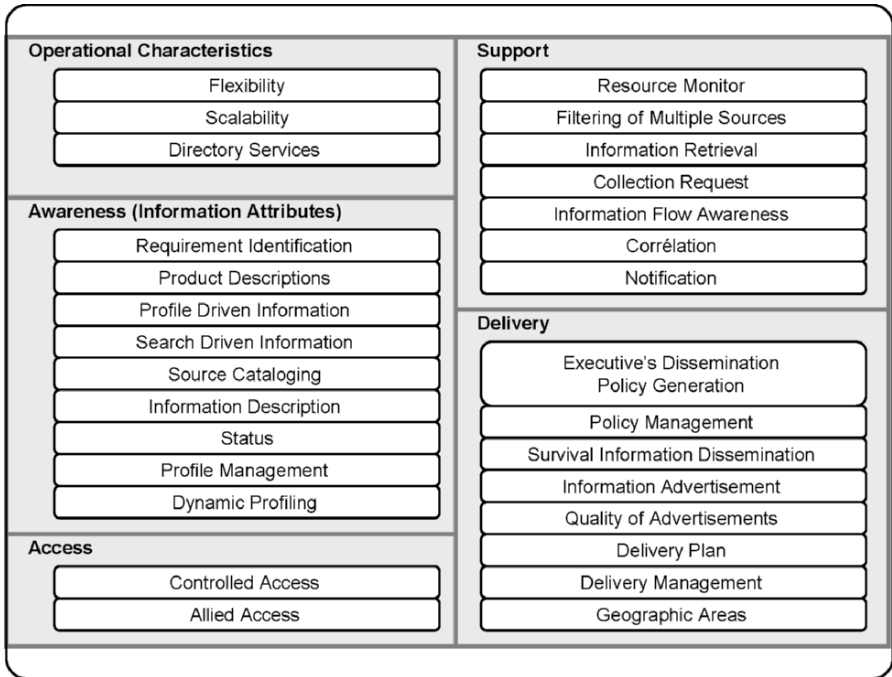 Operational Characteristics
Flexibility
Scalability
Directory Services
Awareness (Information Attributes)
Requirement Identification
Product Descriptions
Profile Driven Information
Search Driven Information
Source Cataloging
Information Description
Status
Profile Management
Dynamic Profiling
Access
Controlled Access
Allied Access
Support
Resource Monitor
Filtering of Multiple Sources
Information Retrieval
Collection Request
Information Flow Awareness
Corrélation
Notification
Delivery
Executive's Dissemination
Policy Generation
Policy Management
Survival Information Dissemination
Information Advertisement
Quality of Advertisements
Delivery Plan
Delivery Management
Geographic Areas